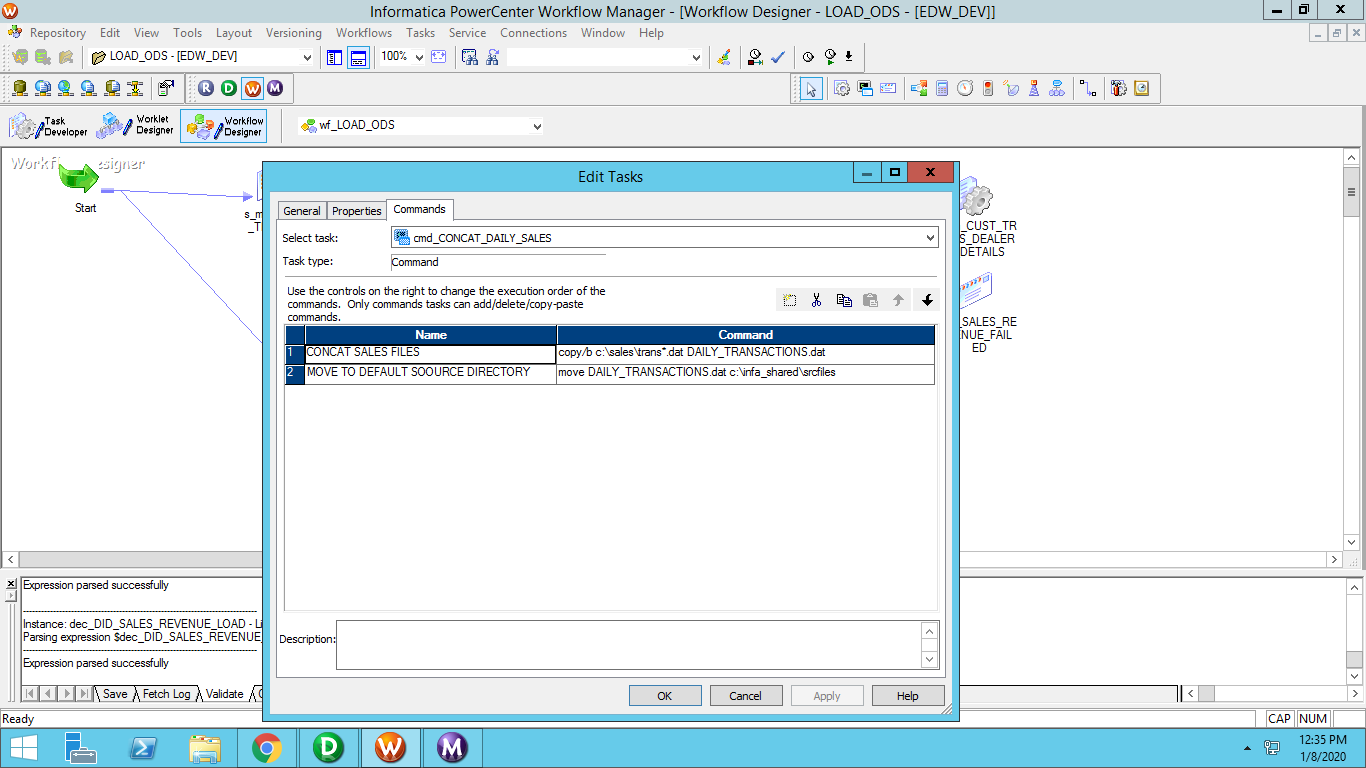 Informatica PowerCenter Workflow Manager - [Workflow Designer - LOAD_ODS - [EDW_DEV]]
Repository Edit View Tools Layout Versioning Workflows Tasks Service Connections Window Help
LOAD_ODS - [EDW_DEV] 100%
R D W M
Task Developer
Worklet Designer
Workflow Designer
wf_LOAD_ODS
Start
Edit Tasks
General Properties Commands
Select task: cmd_CONCAT_DAILY_SALES
Task type: Command
Use the controls on the right to change the execution order of the
commands. Only commands tasks can add/delete/copy-paste
commands.
Name Command
1 CONCAT SALES FILES copy/b c:\sales\trans*.dat DAILY_TRANSACTIONS.dat
2 MOVE TO DEFAULT SOOURCE DIRECTORY move DAILY_TRANSACTIONS.dat c:\infa_shared\srcfiles
Description:
OK Cancel Apply Help
_CUST_TR
S_DEALER
DETAILS
_SALES_RE
NUE_FAIL
ED
Expression parsed successfully
Instance: dec_DID_SALES_REVENUE_LOAD - Li
Parsing expression $dec_DID_SALES_REVENUE_
Expression parsed successfully
Save Fetch Log Validate
Ready CAP NUM
D W M
12:35 PM
1/8/2020